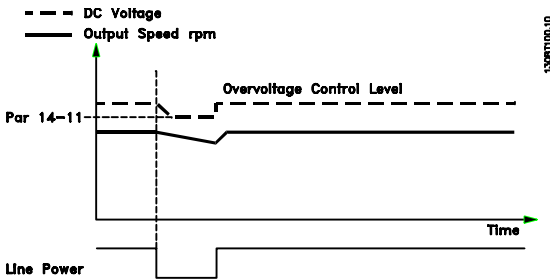 DC Voltage
Output Speed rpm
130BT100.10
Overvoltage Control Level
Par 14-11
Time
Line Power